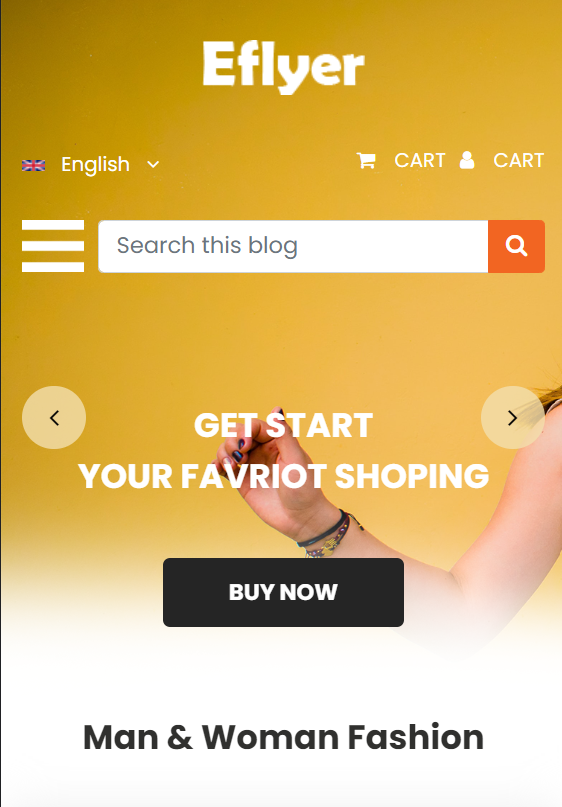 Eflyer
English
CART CART
Search this blog
GET START
YOUR FAVRIOT SHOPING
BUY NOW
Man & Woman Fashion